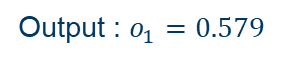 Output : o₁ = 0.579